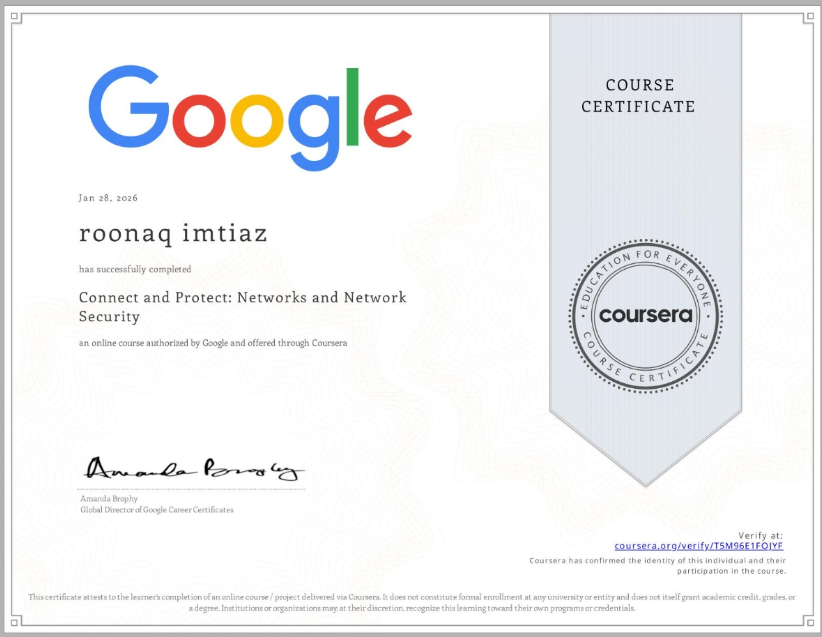 Google
COURSE
CERTIFICATE
Jan 28, 2026
roonaq imtiaz
has successfully completed
Connect and Protect: Networks and Network
Security
an online course authorized by Google and offered through Coursera
EDUCATION FOR EVERYONE
coursera
COURSE CERTIFICATE
Amanda Brophy
Amanda Brophy
Global Director of Google Career Certificates
Verify at:
coursera.org/verify/T5M96E1FOJYF
Coursera has confirmed the identity of this individual and their
participation in the course.
This certificate attests to the learner's completion of an online course / project delivered via Coursera. It does not constitute formal enrollment at any university or entity and does not itself grant academic credit, grades, or
a degree. Institutions or organizations may, at their discretion, recognize this learning toward their own programs or credentials.